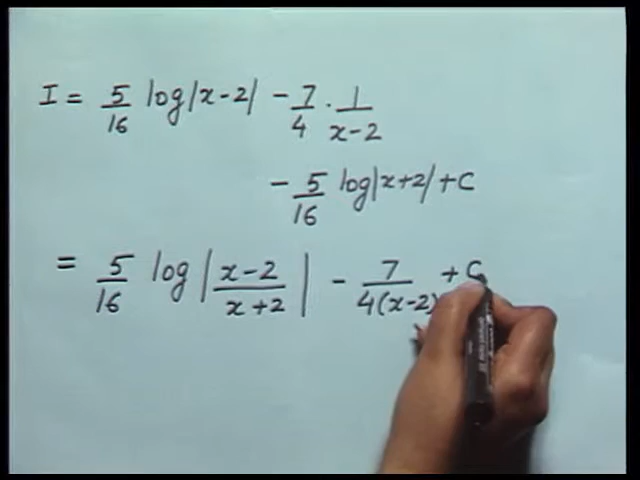 I = 5/16 log|x-2| - 7/4 · 1/(x-2)
- 5/16 log|x+2| + C
= 5/16 log|(x-2)/(x+2)| - 7/4(x-2) + C